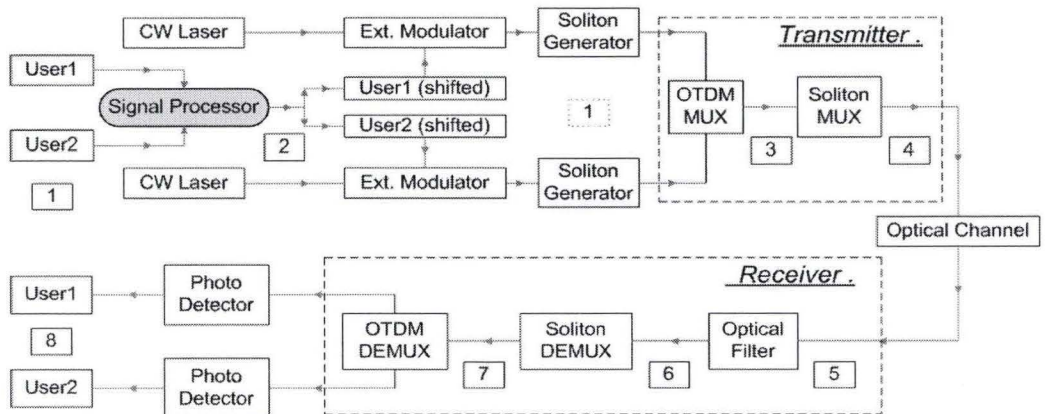 CW Laser
Ext. Modulator
Soliton
Generator
Transmitter .
User1
Signal Processor
User1 (shifted)
User2 (shifted)
1
OTDM
MUX
Soliton
MUX
User2
2
3
4
1
CW Laser
Ext. Modulator
Soliton
Generator
Optical Channel
Receiver .
User1
Photo
Detector
8
OTDM
DEMUX
Soliton
DEMUX
Optical
Filter
7
6
5
User2
Photo
Detector